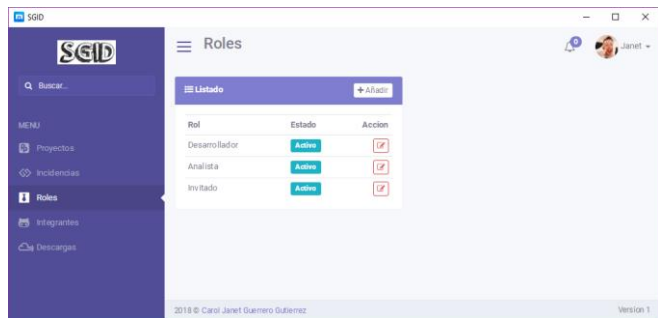 SGID
SGID
Roles
0
Janet
Buscar...
Listado
+ Añadir
MENU
Rol Estado Accion
Proyectos
Desarrollador Activo
Incidencias
Analista Activo
Roles
Invitado Activo
Integrantes
Descargas
2018 © Carol Janet Guerrero Gutierrez
Version 1